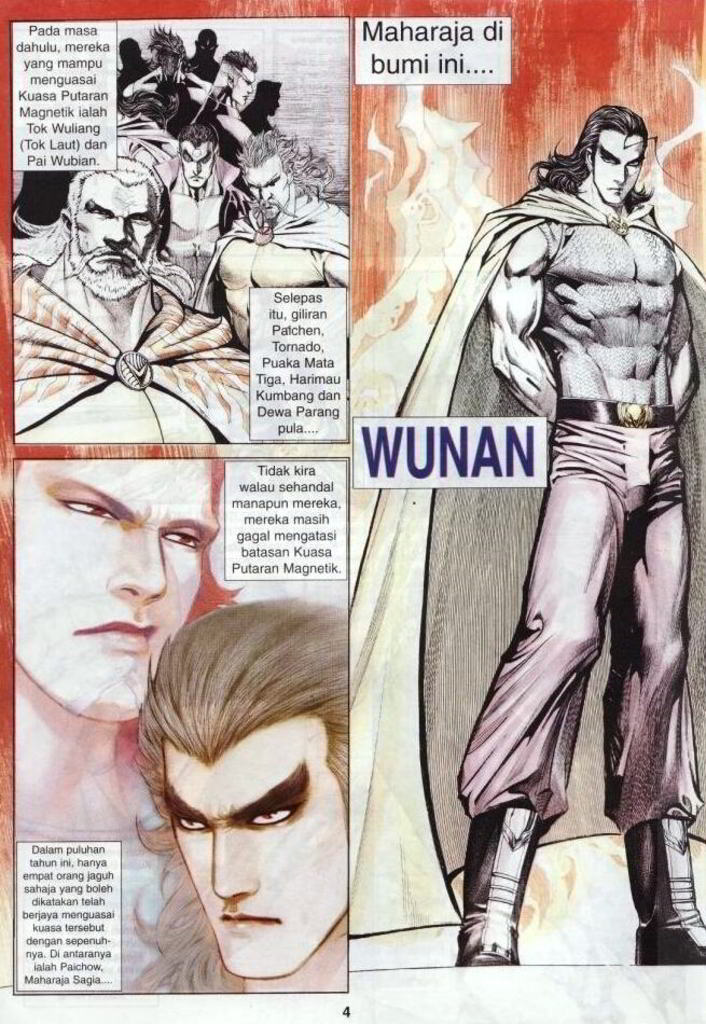 Pada masa
dahulu, mereka
yang mampu
menguasai
Kuasa Putaran
Magnetik ialah
Tok Wuliang
(Tok Laut) dan
Pai Wubian.
Selepas
itu, giliran
Patchen,
Tornado,
Puaka Mata
Tiga, Harimau
Kumbang dan
Dewa Parang
pula....
Tidak kira
walau sehandal
manapun mereka,
mereka masih
gagal mengatasi
batasan Kuasa
Putaran Magnetik.
Dalam puluhan
tahun ini, hanya
empat orang jaguh
sahaja yang boleh
dikatakan telah
berjaya menguasai
kuasa tersebut
dengan sepenuh-
nya. Di antaranya
ialah Paichow,
Maharaja Sagia....
Maharaja di
bumi ini....
WUNAN
4